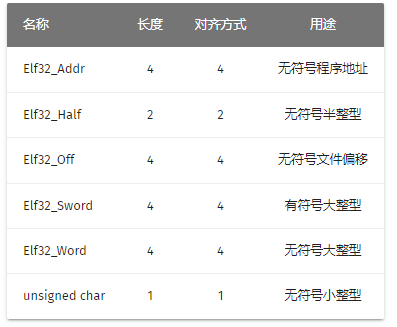 名称 长度 对齐方式 用途
Elf32_Addr 4 4 无符号程序地址
Elf32_Half 2 2 无符号半整型
Elf32_Off 4 4 无符号文件偏移
Elf32_Sword 4 4 有符号大整型
Elf32_Word 4 4 无符号大整型
unsigned char 1 1 无符号小整型